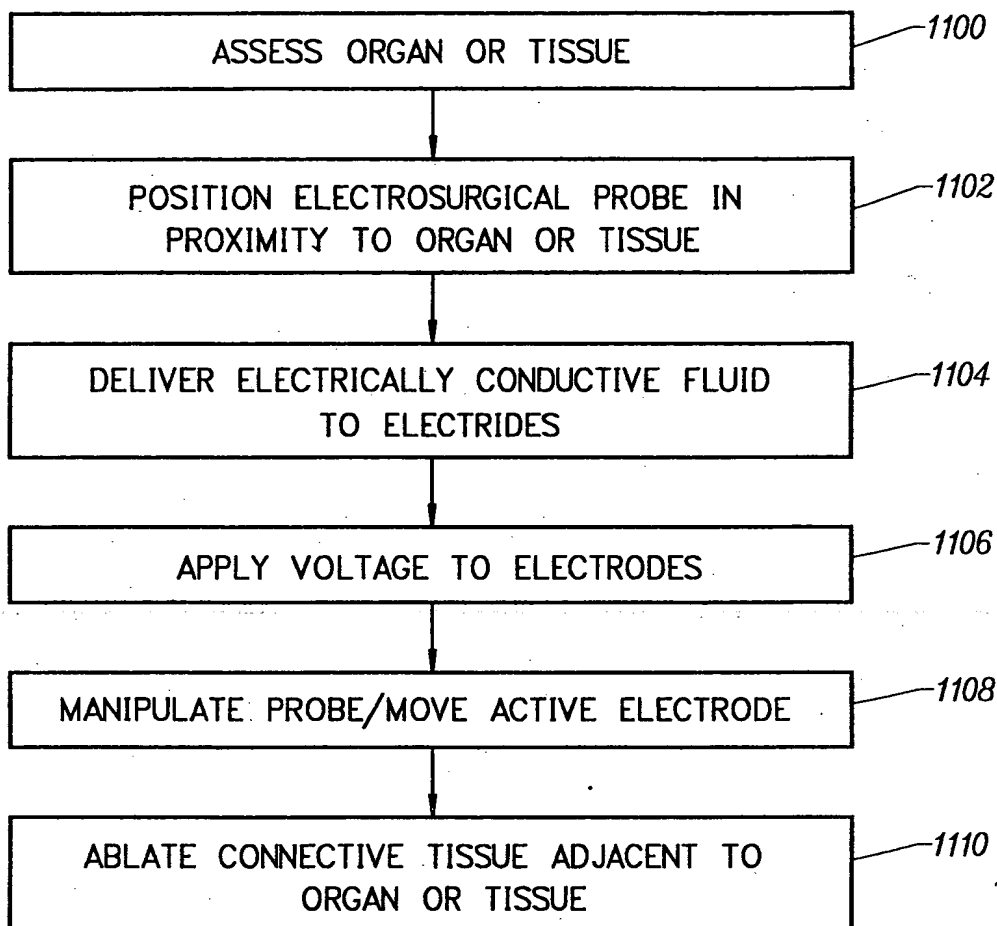 ASSESS ORGAN OR TISSUE
1100
POSITION ELECTROSURGICAL PROBE IN
PROXIMITY TO ORGAN OR TISSUE
1102
DELIVER ELECTRICALLY CONDUCTIVE FLUID
TO ELECTRIDES
1104
APPLY VOLTAGE TO ELECTRODES
1106
MANIPULATE PROBE/MOVE ACTIVE ELECTRODE
1108
ABLATE CONNECTIVE TISSUE ADJACENT TO
ORGAN OR TISSUE
1110